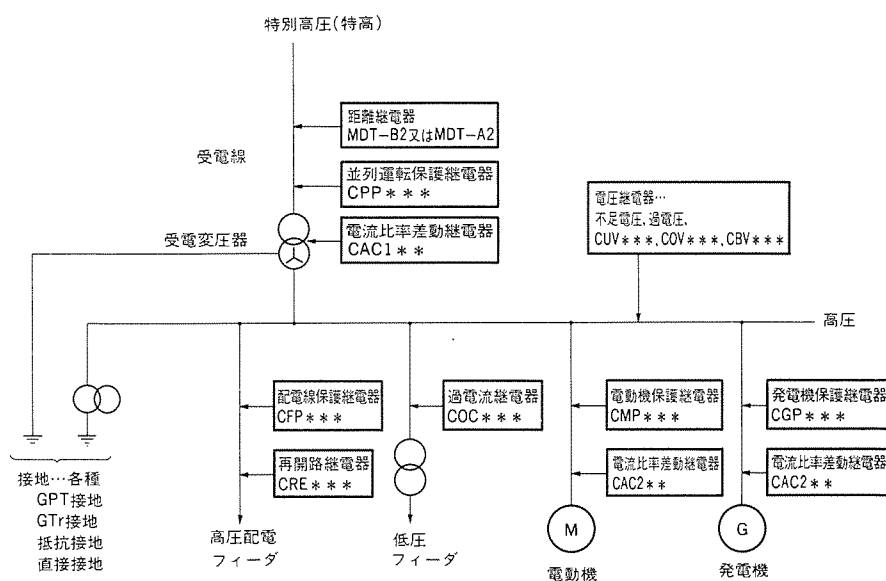 特別高圧(特高)
距離継電器
MDT-B2又はMDT-A2
受電線
並列運転保護継電器
CPP＊＊＊
電圧継電器…
不足電圧,過電圧,
CUV＊＊＊,COV＊＊＊,CBV＊＊＊
受電変圧器
電流比率差動継電器
CAC1＊＊
高圧
配電線保護継電器
CFP＊＊＊
過電流継電器
COC＊＊＊
電動機保護継電器
CMP＊＊＊
発電機保護継電器
CGP＊＊＊
再開路継電器
CRE＊＊＊
電流比率差動継電器
CAC2＊＊
電流比率差動継電器
CAC2＊＊
接地…各種
GPT接地
GTr接地
抵抗接地
直接接地
高圧配電
フィーダ
低圧
フィーダ
M
電動機
G
発電機